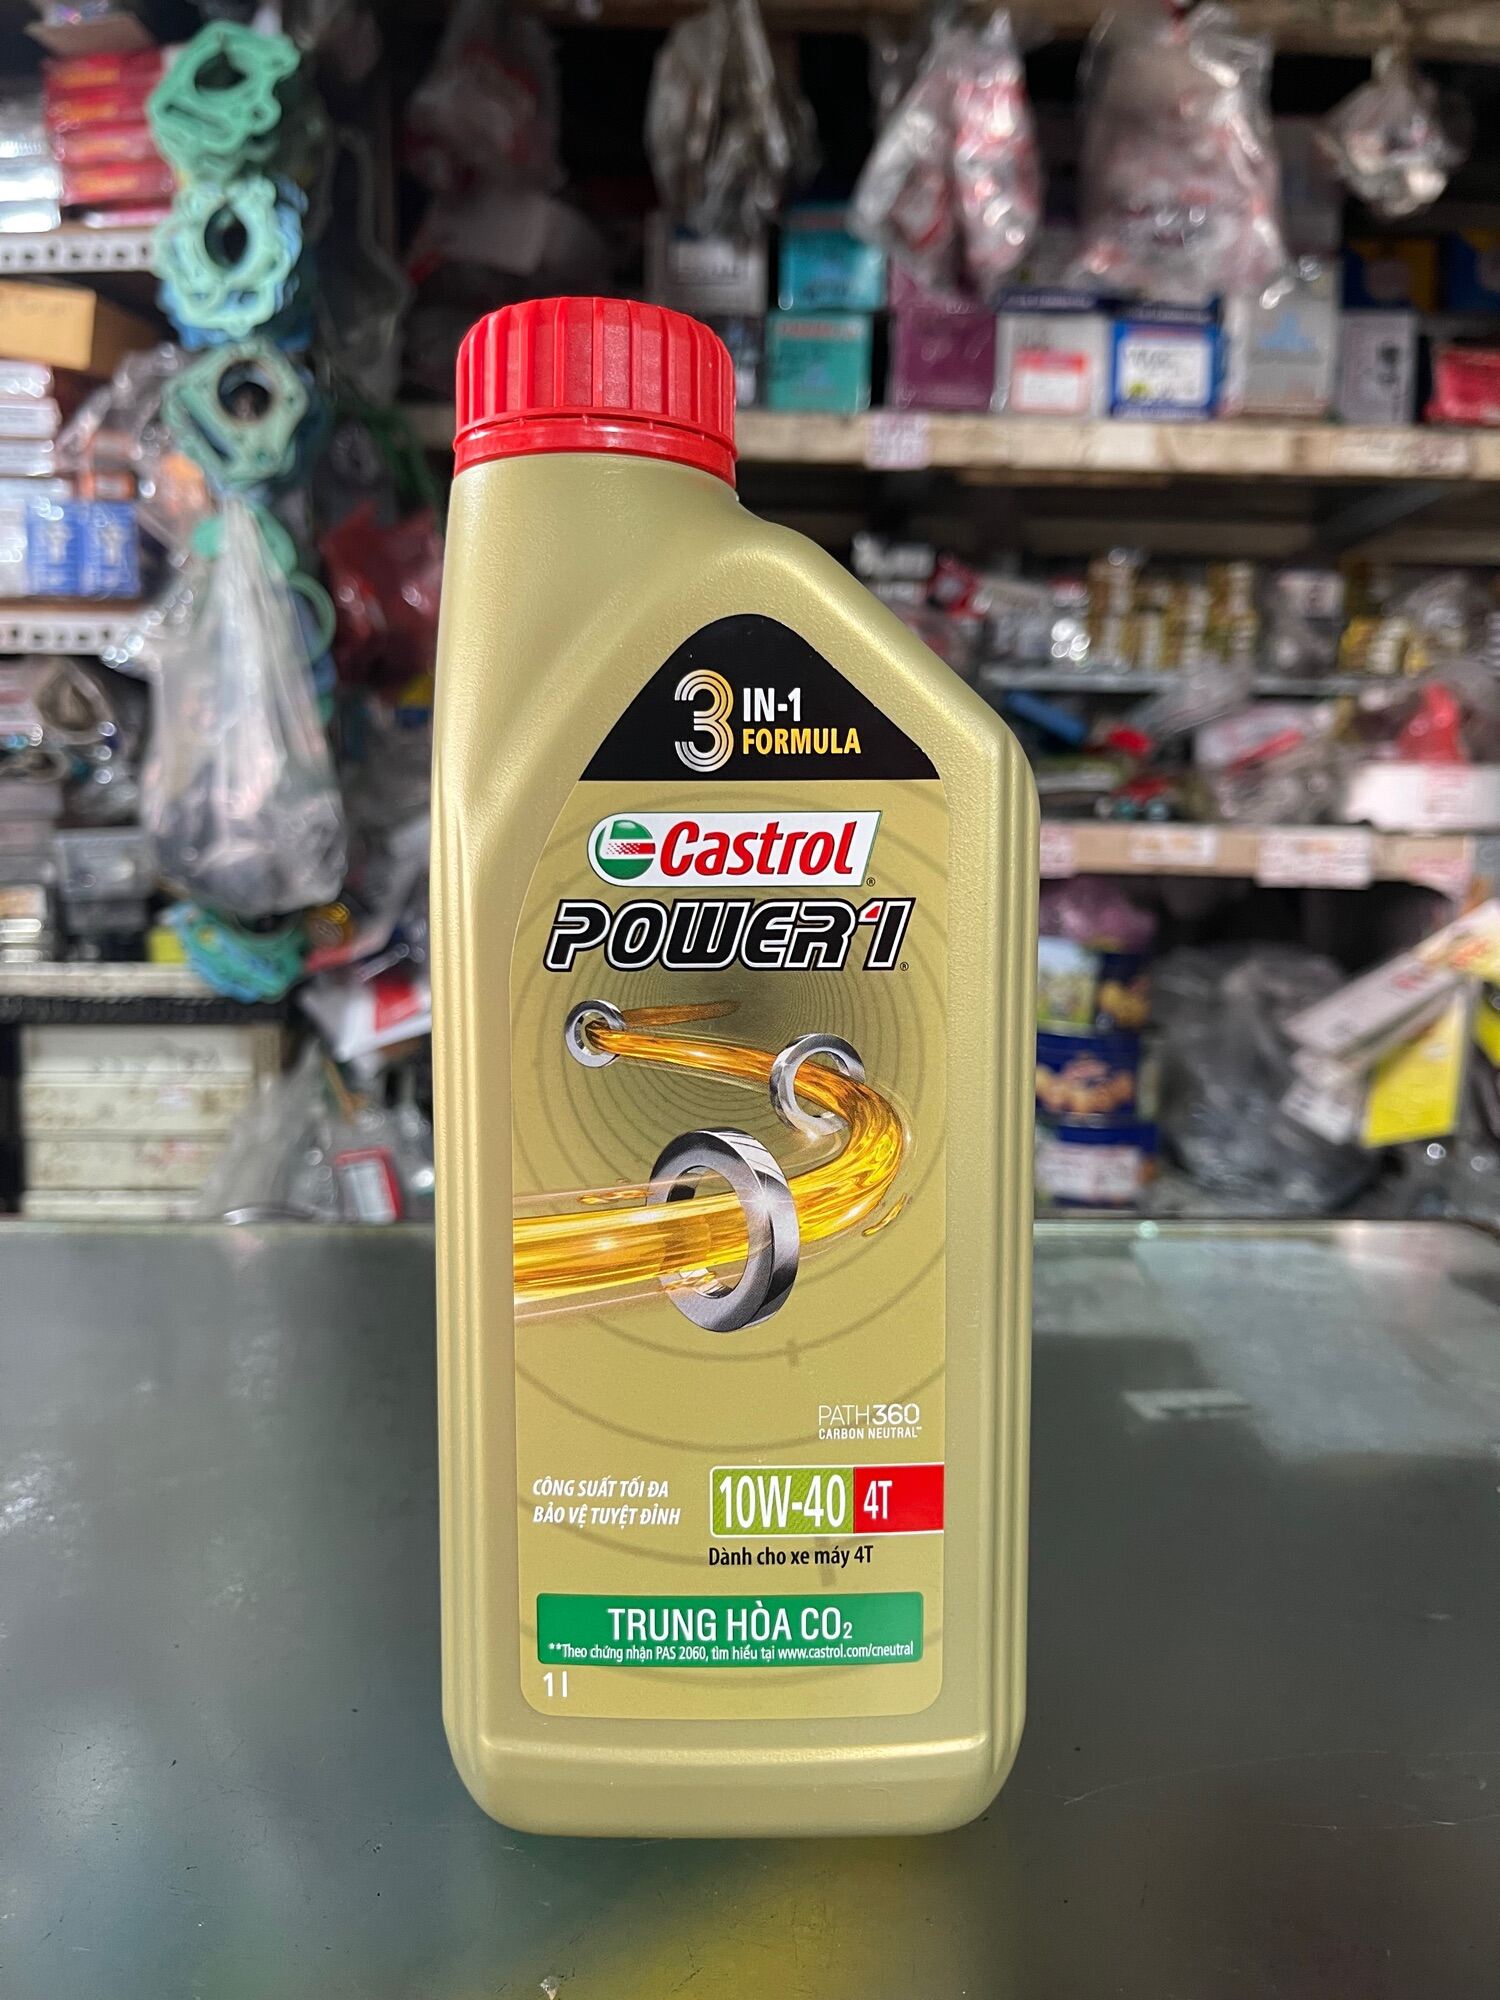 3 IN-1
FORMULA
Castrol
POWER1
PATH360
CARBON NEUTRAL™
CÔNG SUẤT TỐI ĐA
BẢO VỆ TUYỆT ĐỈNH
10W-40 4T
Dành cho xe máy 4T
TRUNG HÒA CO₂
**Theo chứng nhận PAS 2060, tìm hiểu tại www.castrol.com/cneutral
1 l